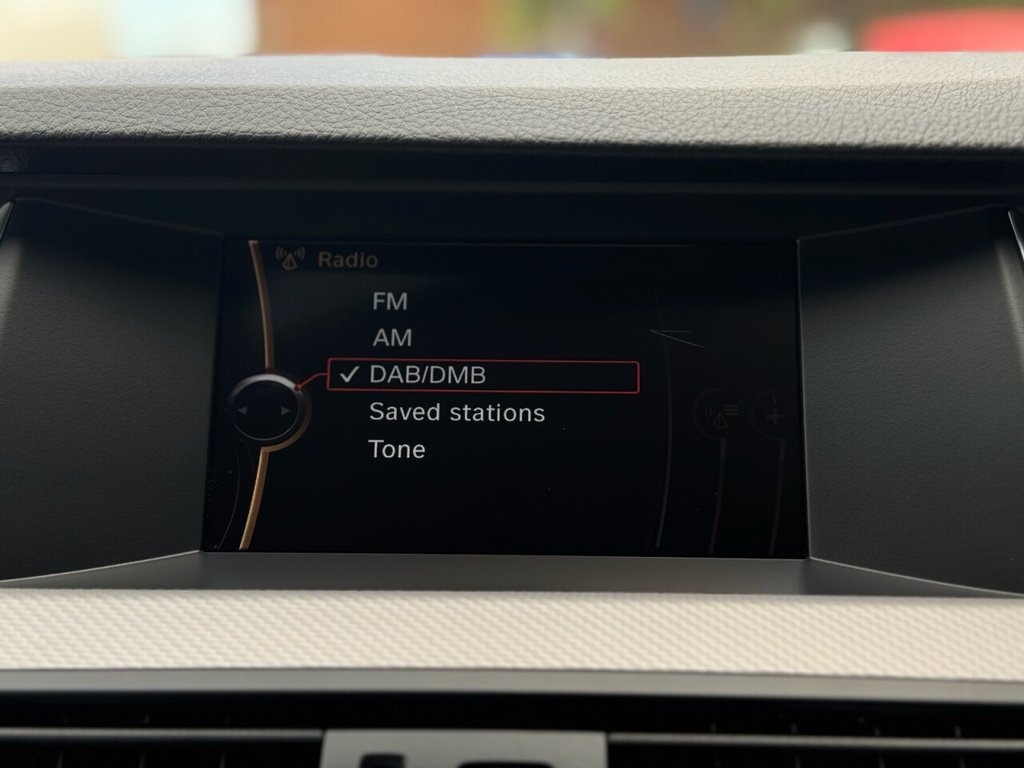 Radio
FM
AM
DAB/DMB
Saved stations
Tone